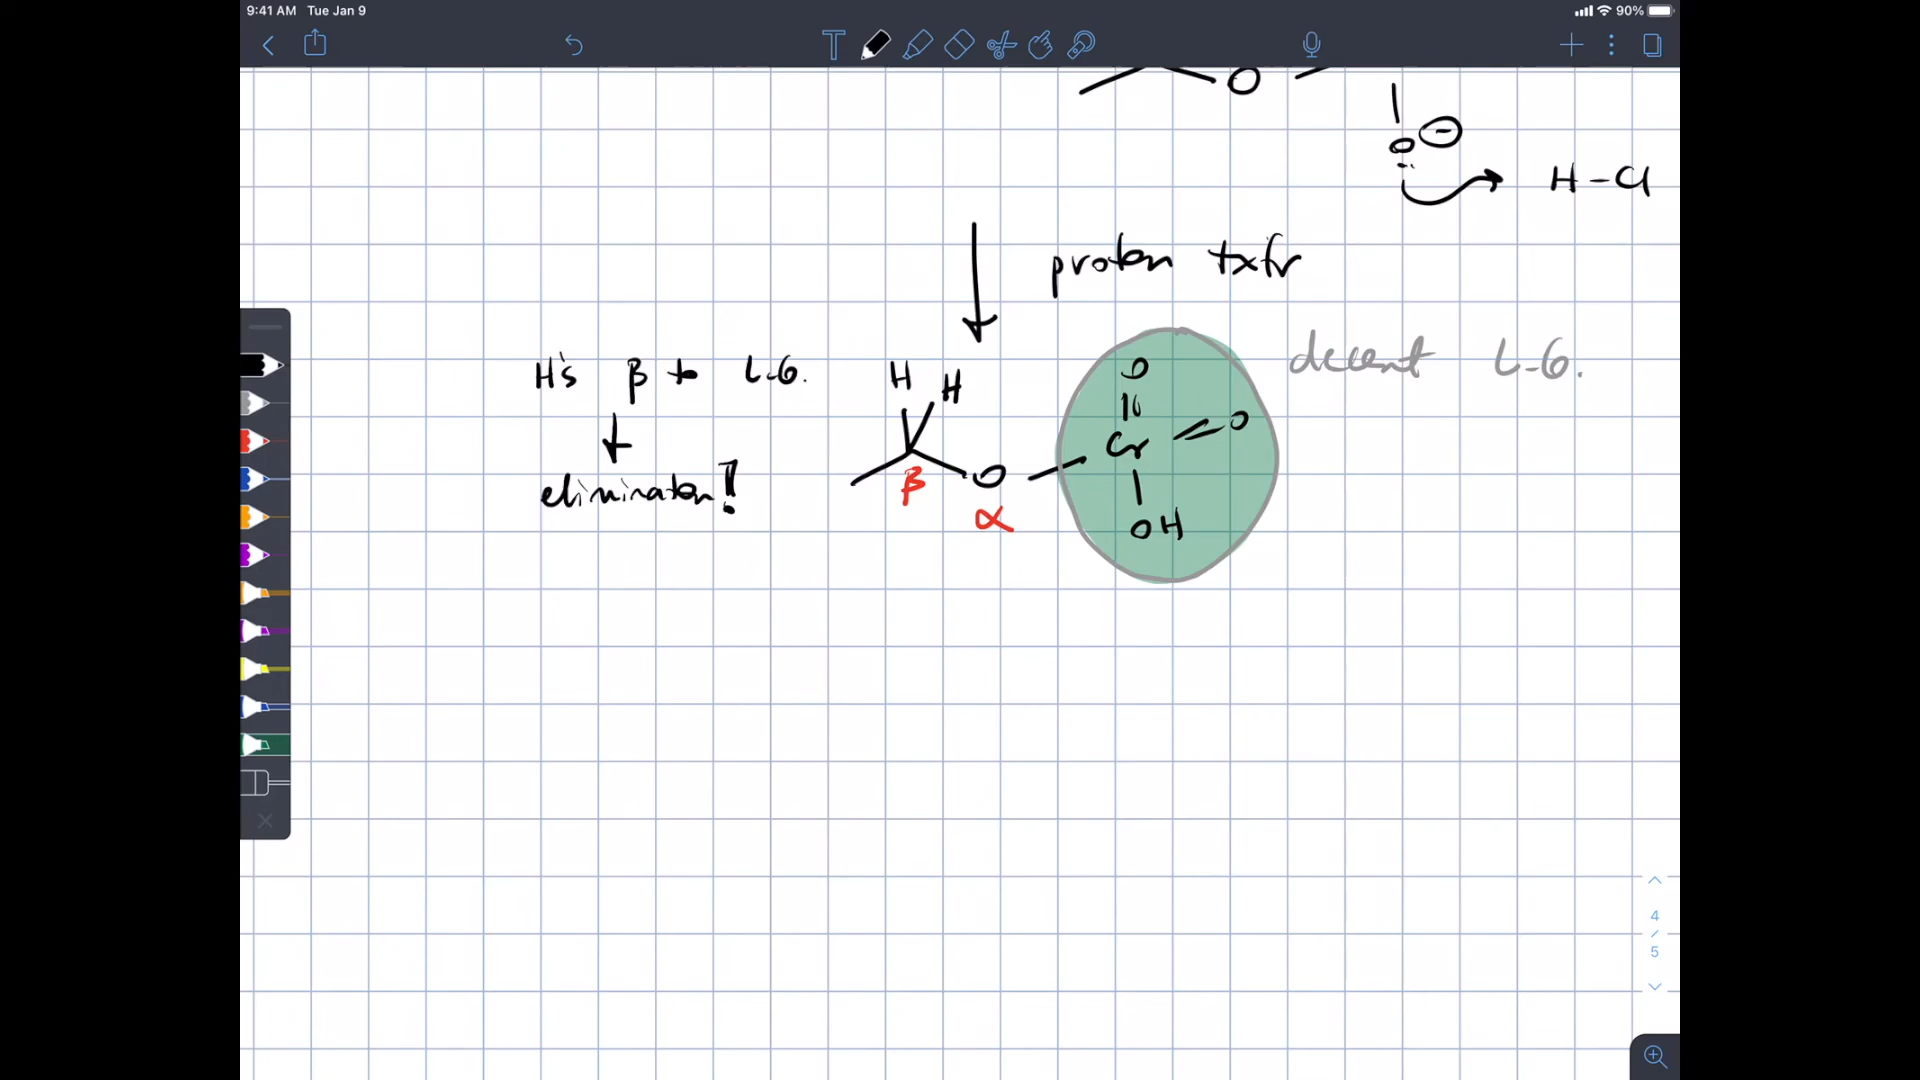 9:41 AM Tue Jan 9
90%
O
O −
H-Cl
proton txfr
decent L.G.
H's β to L.G.
H H
O
Cr =O
elimination!
β
O
α
OH
4
/
5